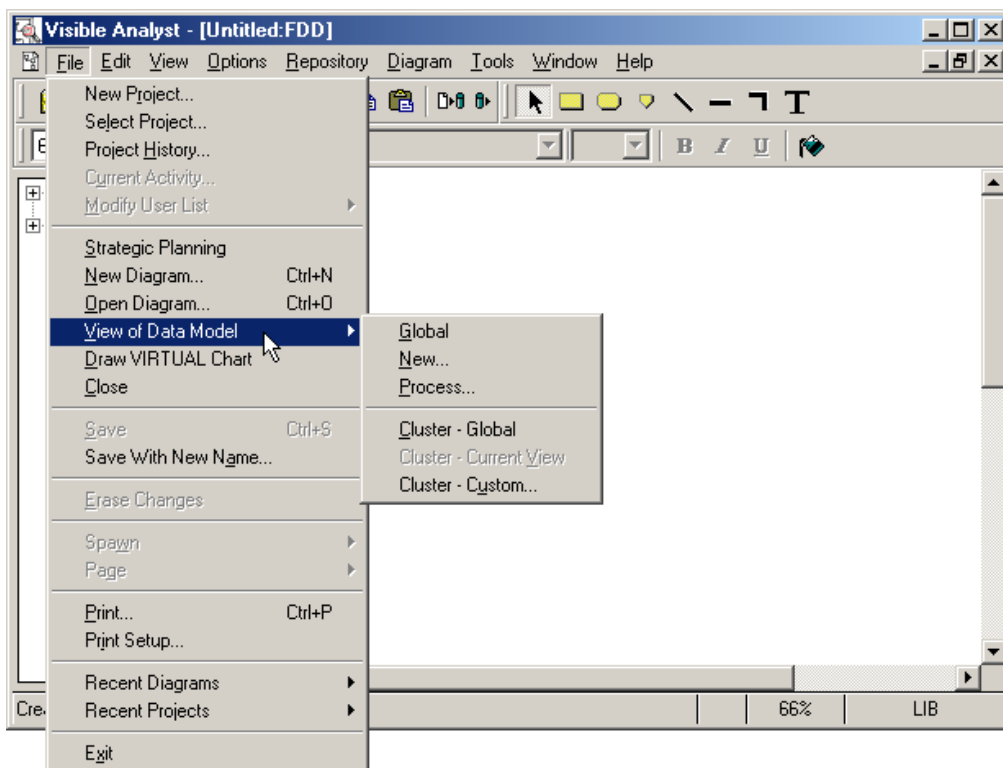 Visible Analyst - [Untitled:FDD]
File Edit View Options Repository Diagram Tools Window Help
New Project...
Select Project...
Project History...
Current Activity...
Modify User List
Strategic Planning
New Diagram... Ctrl+N
Open Diagram... Ctrl+O
View of Data Model
Draw VIRTUAL Chart
Close
Save Ctrl+S
Save With New Name...
Erase Changes
Spawn
Page
Print... Ctrl+P
Print Setup...
Recent Diagrams
Recent Projects
Exit
Global
New...
Process...
Cluster - Global
Cluster - Current View
Cluster - Custom...
T
B I U
66% LIB